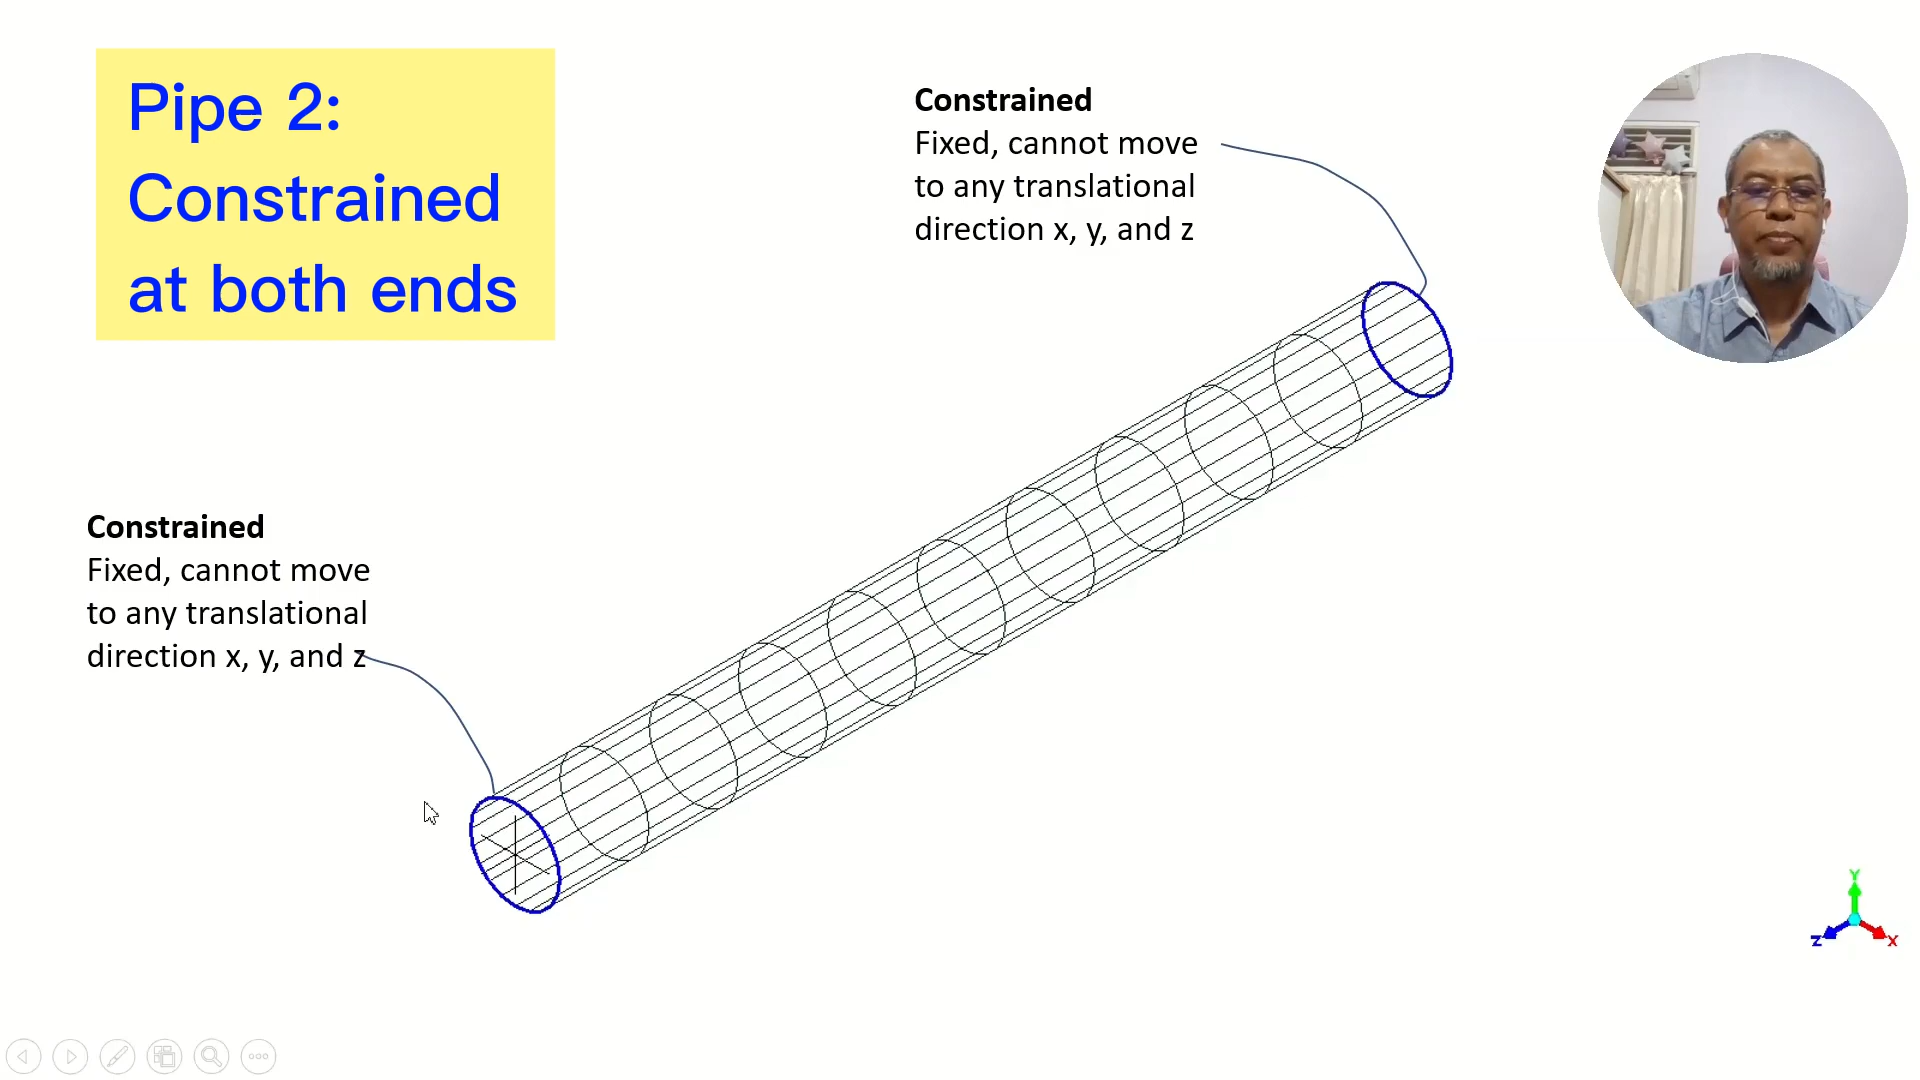 Pipe 2:
Constrained
at both ends
Constrained
Fixed, cannot move
to any translational
direction x, y, and z
Constrained
Fixed, cannot move
to any translational
direction x, y, and z
Y
Z
X